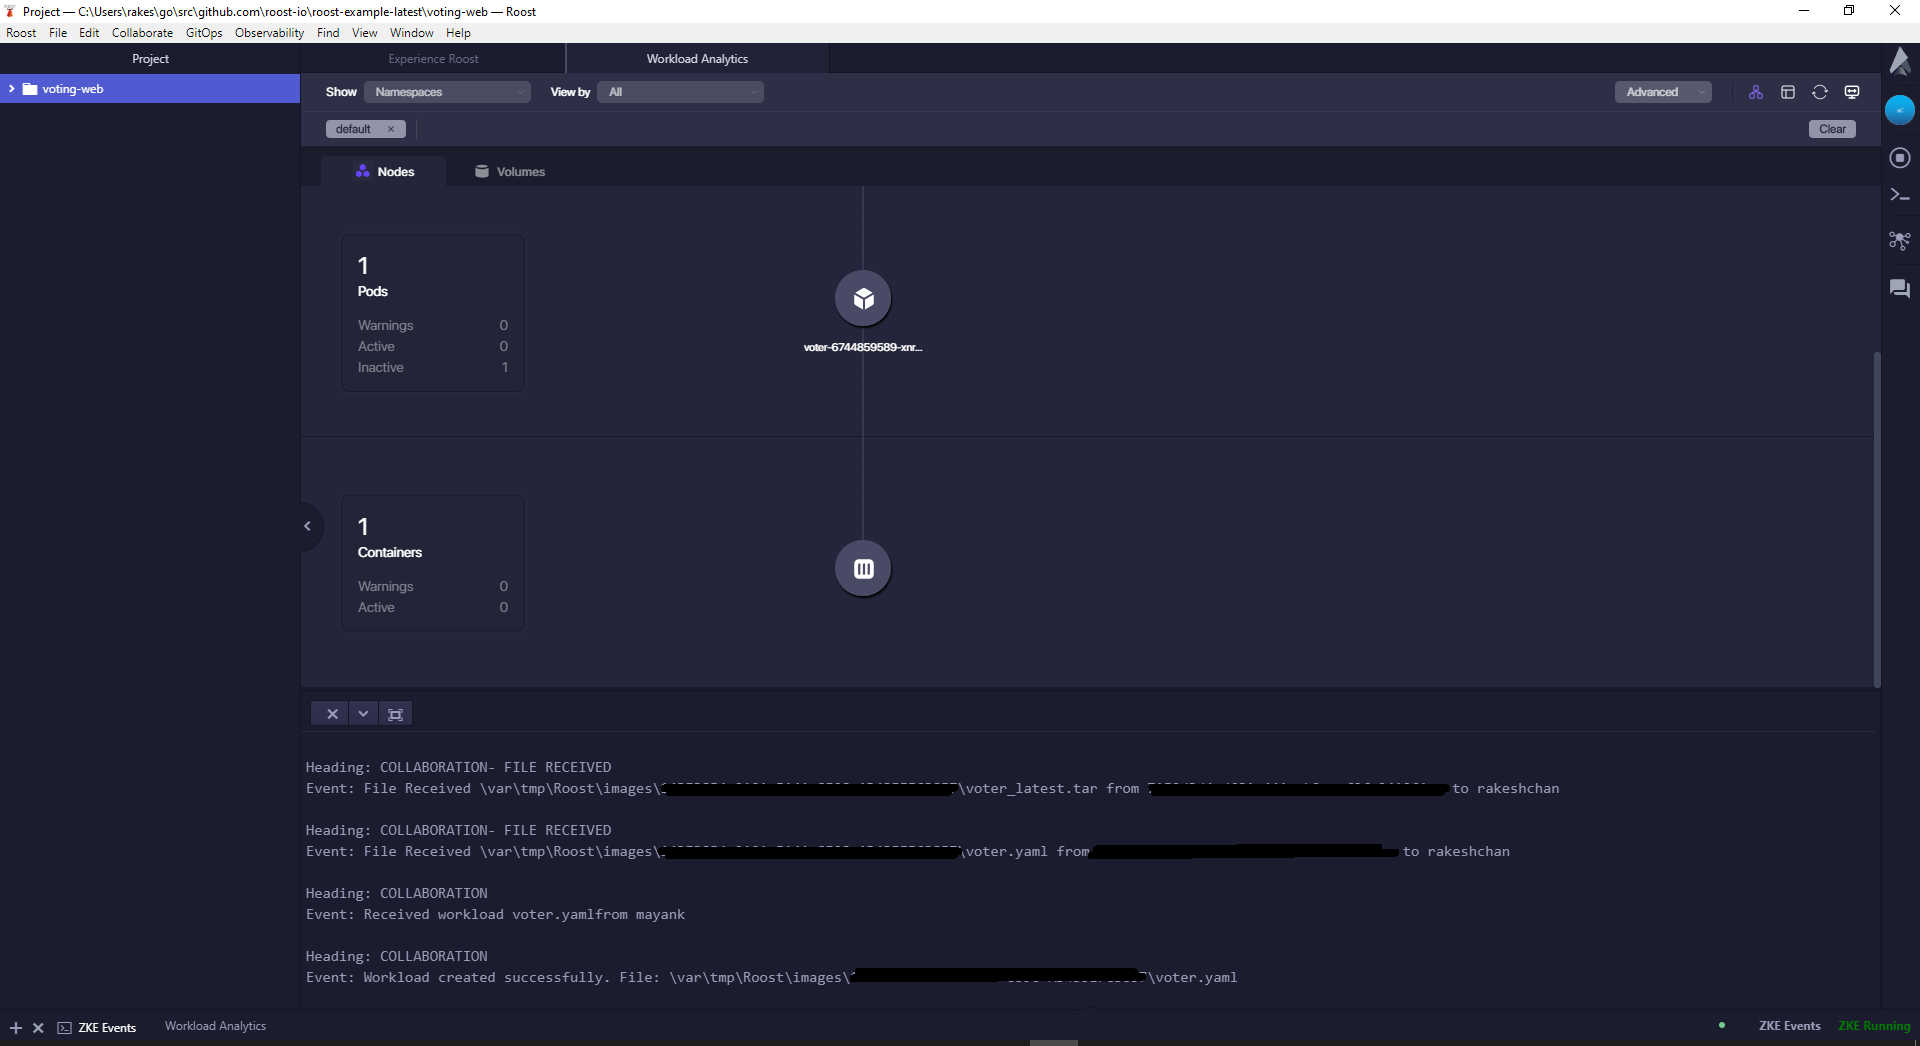 Project — C:\Users\rakes\go\src\github.com\roost-io\roost-example-latest\voting-web — Roost
Roost File Edit Collaborate GitOps Observability Find View Window Help
Project Experience Roost Workload Analytics
voting-web
Show Namespaces View by All Advanced
default × Clear
Nodes Volumes
1
Pods
Warnings 0
Active 0
Inactive 1
voter-6744859589-xnr...
1
Containers
Warnings 0
Active 0
Heading: COLLABORATION- FILE RECEIVED
Event: File Received \var\tmp\Roost\images\ \voter_latest.tar from to rakeshchan
Heading: COLLABORATION- FILE RECEIVED
Event: File Received \var\tmp\Roost\images\ \voter.yaml from to rakeshchan
Heading: COLLABORATION
Event: Received workload voter.yamlfrom mayank
Heading: COLLABORATION
Event: Workload created successfully. File: \var\tmp\Roost\images\ \voter.yaml
ZKE Events Workload Analytics ZKE Events ZKE Running